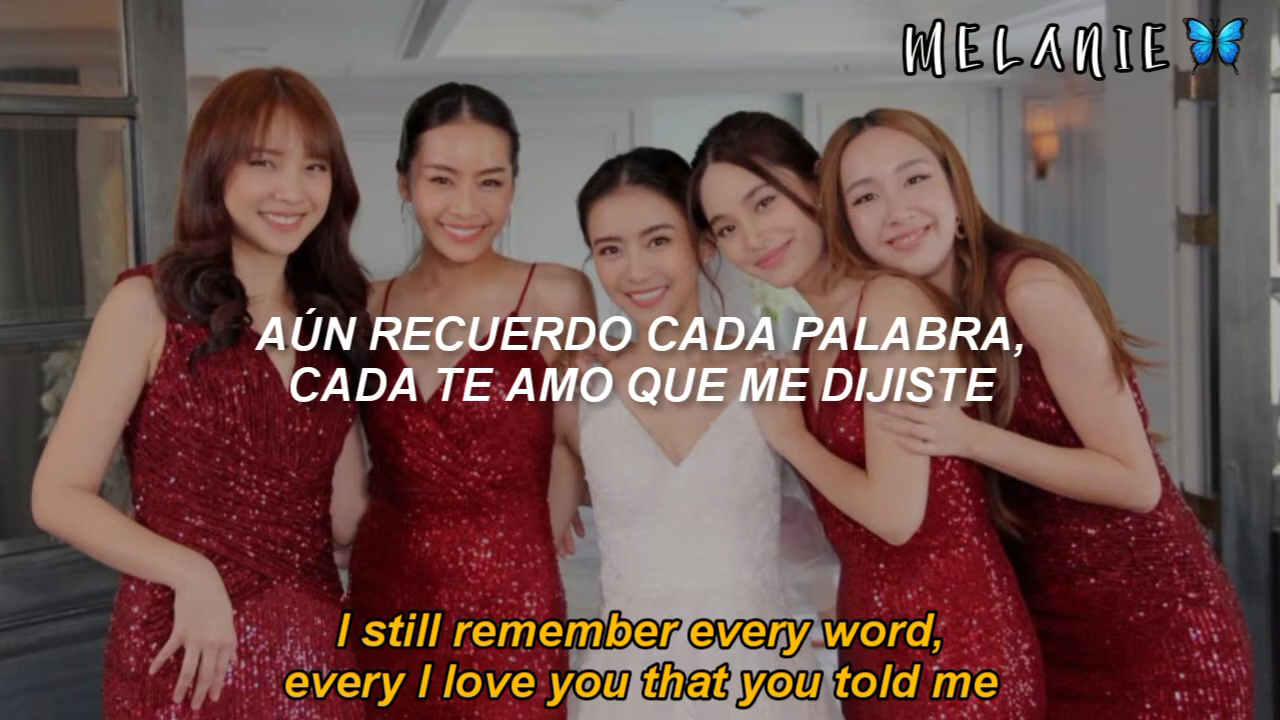 MELANIE
AÚN RECUERDO CADA PALABRA,
CADA TE AMO QUE ME DIJISTE
I still remember every word,
every I love you that you told me